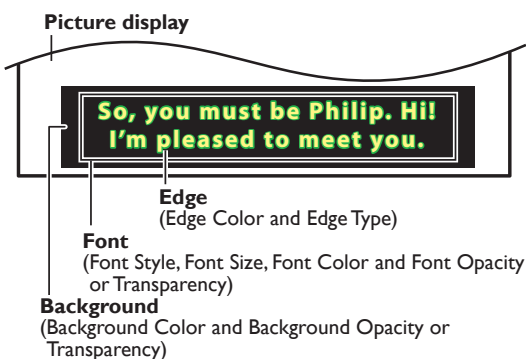 Picture display
So, you must be Philip. Hi!
I'm pleased to meet you.
Edge
(Edge Color and Edge Type)
Font
(Font Style, Font Size, Font Color and Font Opacity
or Transparency)
Background
(Background Color and Background Opacity or
Transparency)